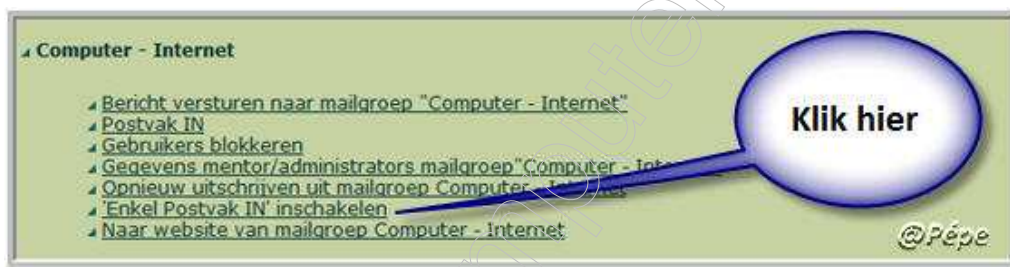 Computer - Internet
Bericht versturen naar mailgroep "Computer - Internet"
Postvak IN
Gebruikers blokkeren
Gegevens mentor/administrators mailgroep"Computer -
Opnieuw uitschrijven uit mailgroep Computer - Internet
'Enkel Postvak IN' inschakelen
Naar website van mailgroep Computer - Internet
Klik hier
@Pépe